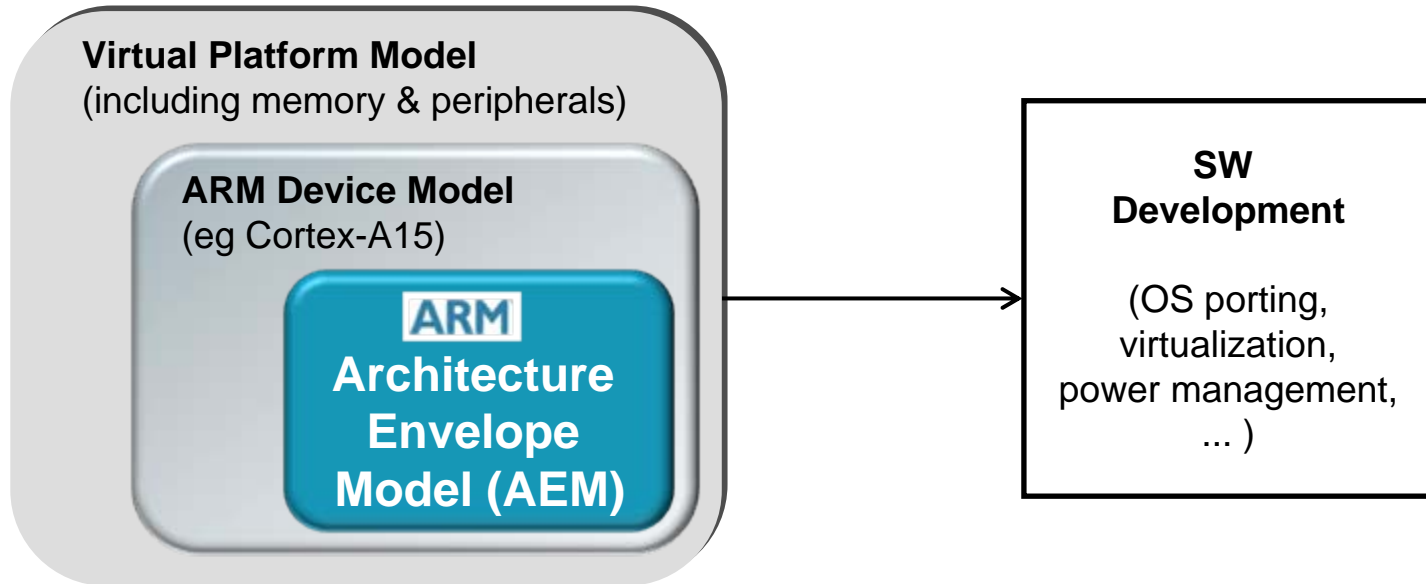 Virtual Platform Model
(including memory & peripherals)
ARM Device Model
(eg Cortex-A15)
ARM
Architecture
Envelope
Model (AEM)
SW
Development
(OS porting,
virtualization,
power management,
... )